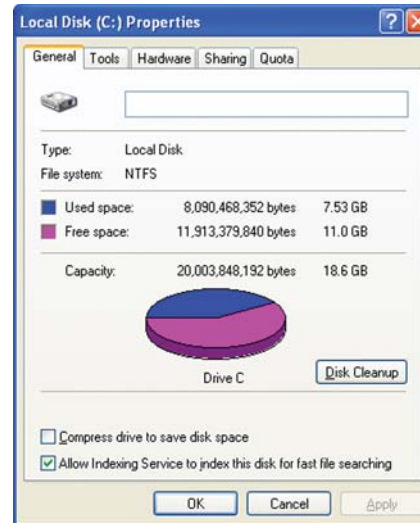 Local Disk (C:) Properties
General Tools Hardware Sharing Quota
Type: Local Disk
File system: NTFS
Used space: 8,090,468,352 bytes 7.53 GB
Free space: 11,913,379,840 bytes 11.0 GB
Capacity: 20,003,848,192 bytes 18.6 GB
Drive C
Disk Cleanup
Compress drive to save disk space
Allow Indexing Service to index this disk for fast file searching
OK Cancel Apply